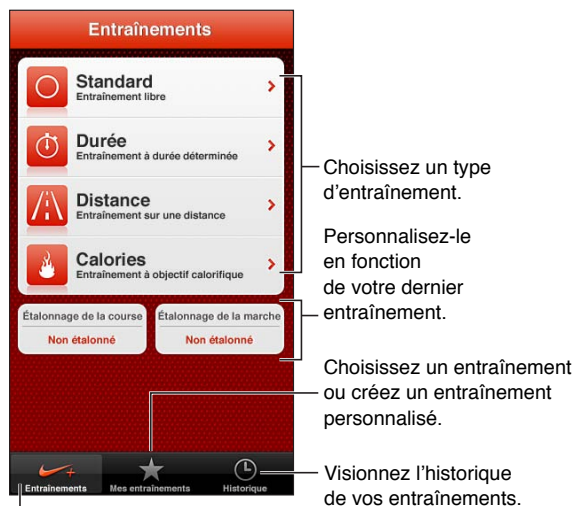 Entraînements
Standard
Entraînement libre
Durée
Entraînement à durée déterminée
Distance
Entraînement sur une distance
Calories
Entraînement à objectif calorifique
Étalonnage de la course
Non étalonné
Étalonnage de la marche
Non étalonné
Entraînements
Mes entraînements
Historique
Choisissez un type
d’entraînement.
Personnalisez-le
en fonction
de votre dernier
entraînement.
Choisissez un entraînement
ou créez un entraînement
personnalisé.
Visionnez l’historique
de vos entraînements.